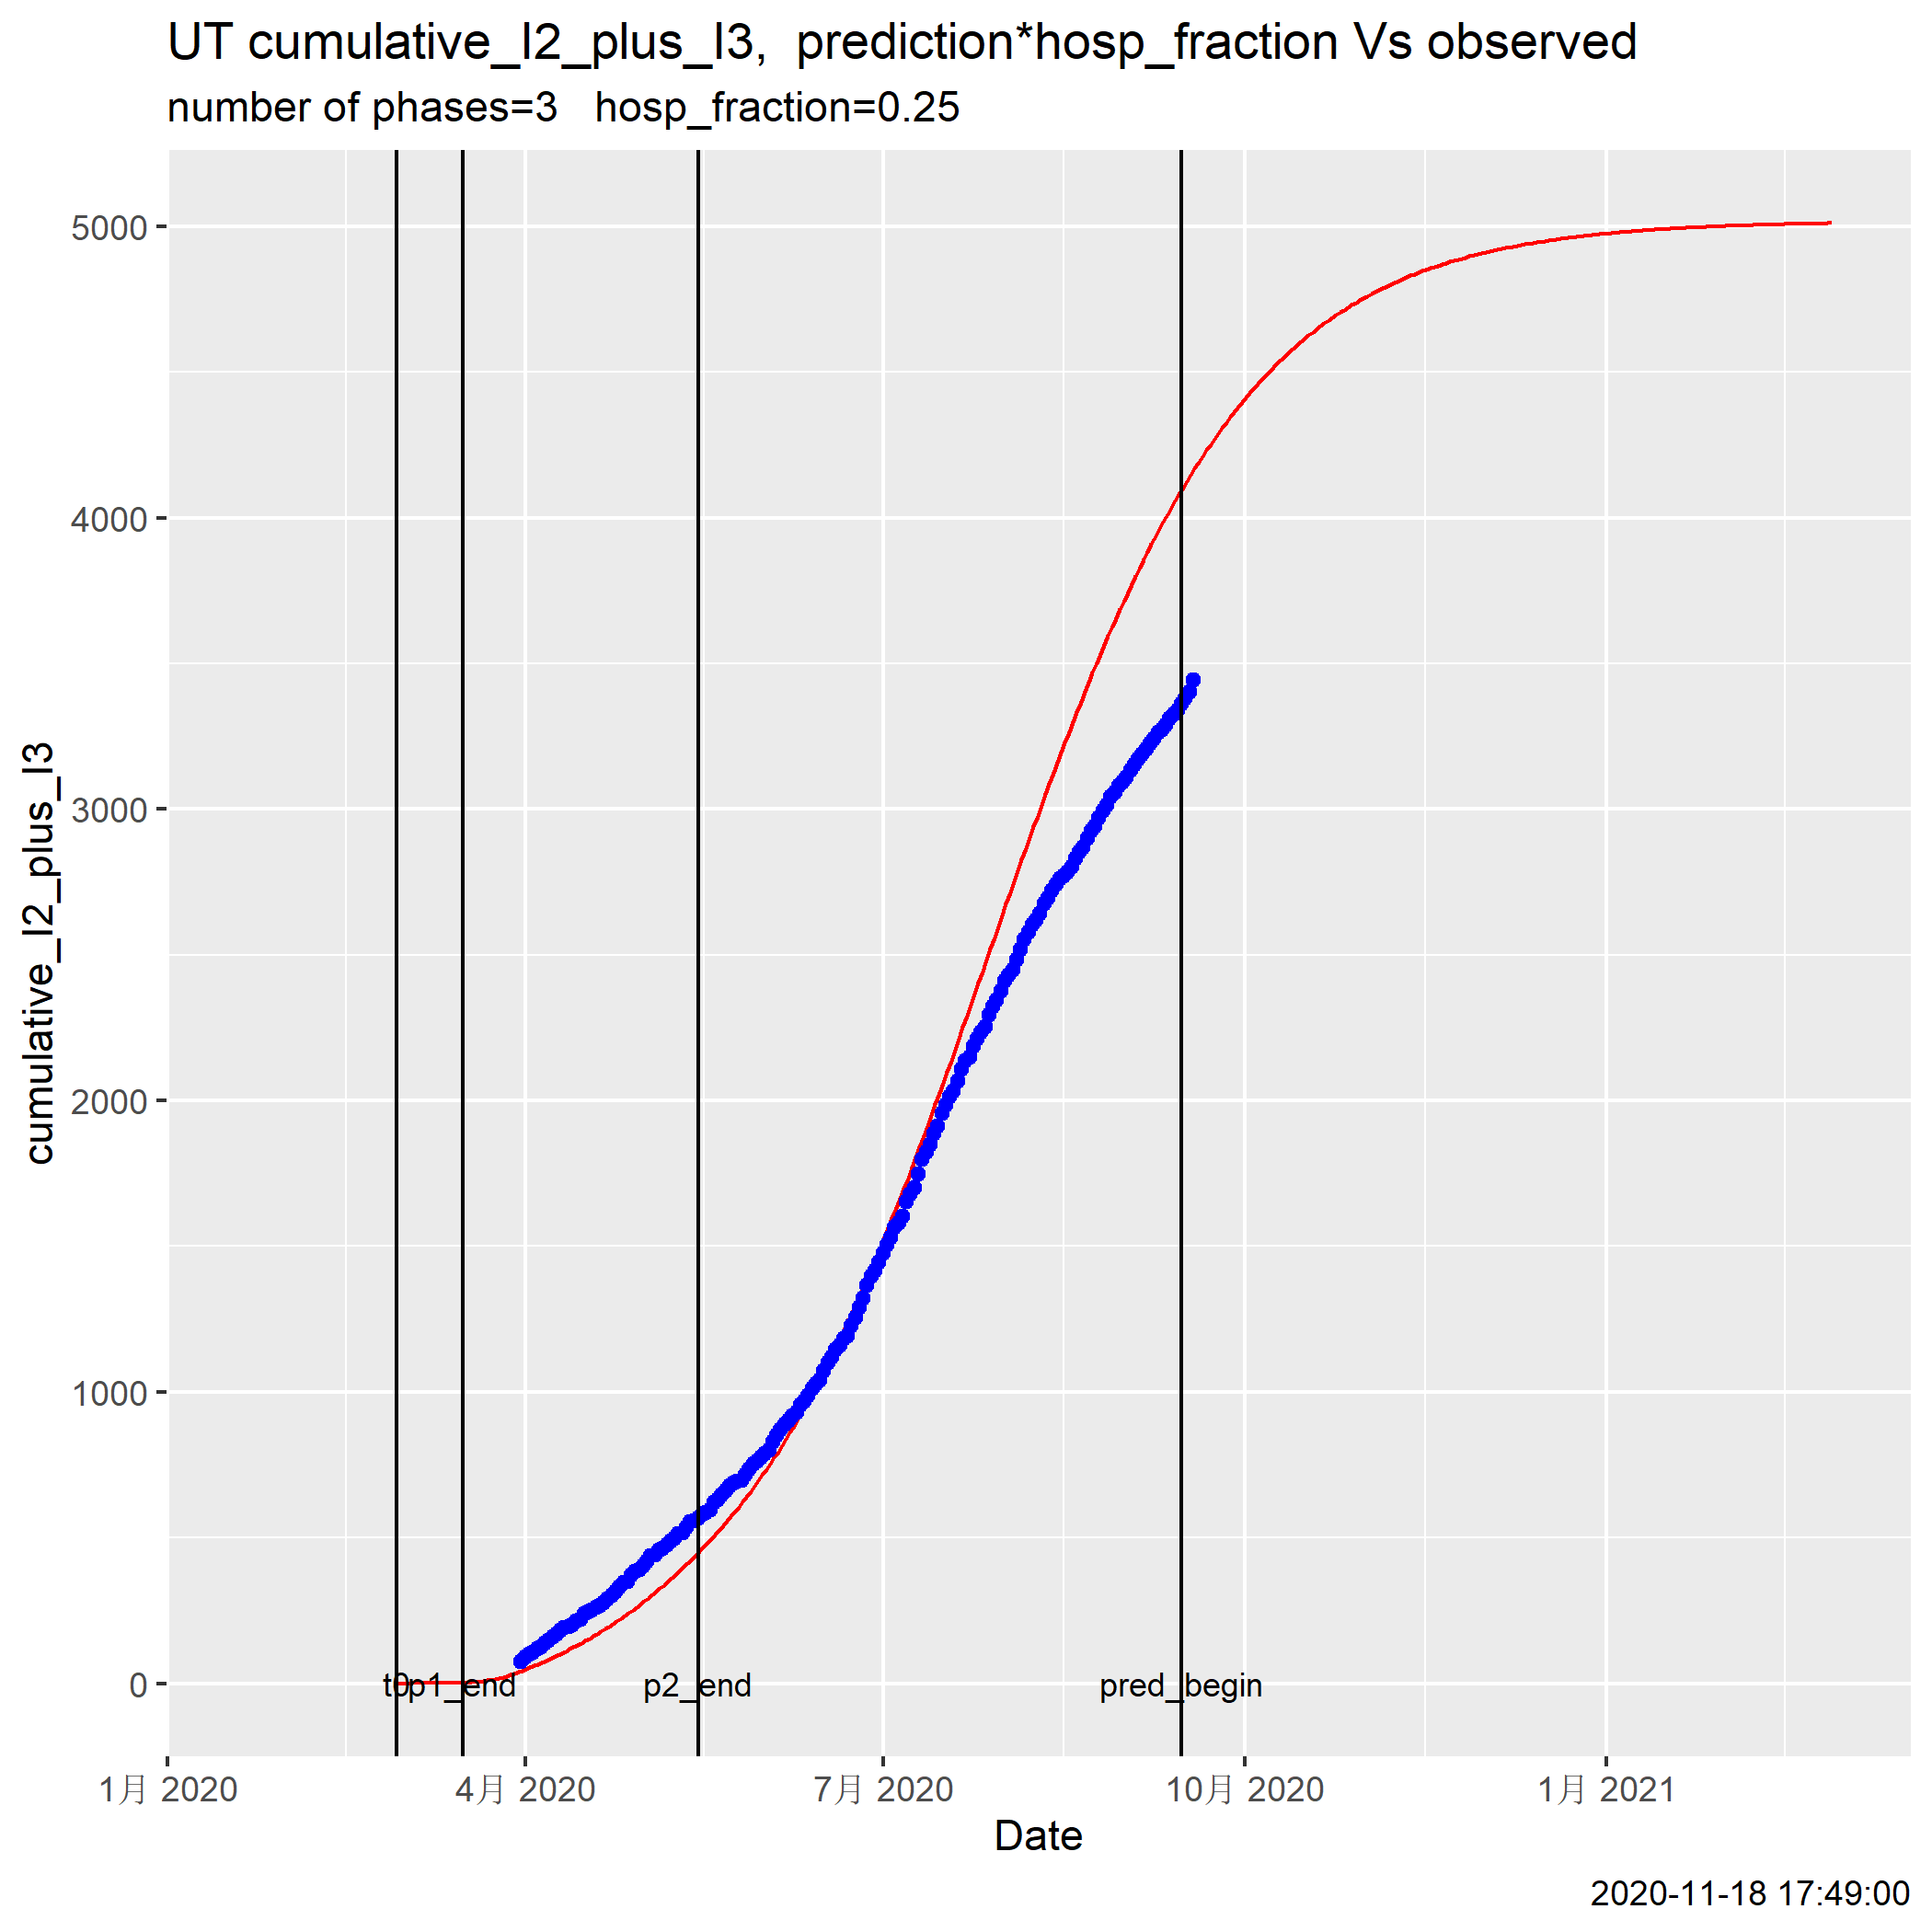 UT cumulative_I2_plus_I3,  prediction*hosp_fraction Vs observed
number of phases=3   hosp_fraction=0.25
cumulative_I2_plus_I3
5000
4000
3000
2000
1000
0
t0
p1_end
p2_end
pred_begin
1月 2020
4月 2020
7月 2020
10月 2020
1月 2021
Date
2020-11-18 17:49:00